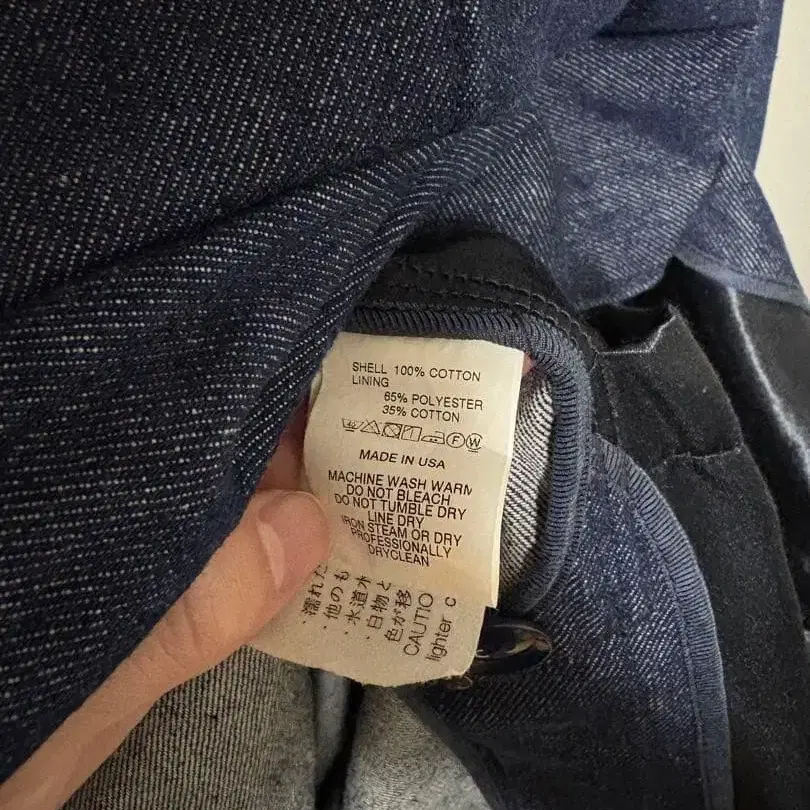 SHELL 100% COTTON
LINING
65% POLYESTER
35% COTTON
F W
MADE IN USA
MACHINE WASH WARM
DO NOT BLEACH
DO NOT TUMBLE DRY
LINE DRY
IRON STEAM OR DRY
PROFESSIONALLY
DRYCLEAN
・濡れた
・他のも
・水道水
・白物と
色が移
CAUTIO
lighter c